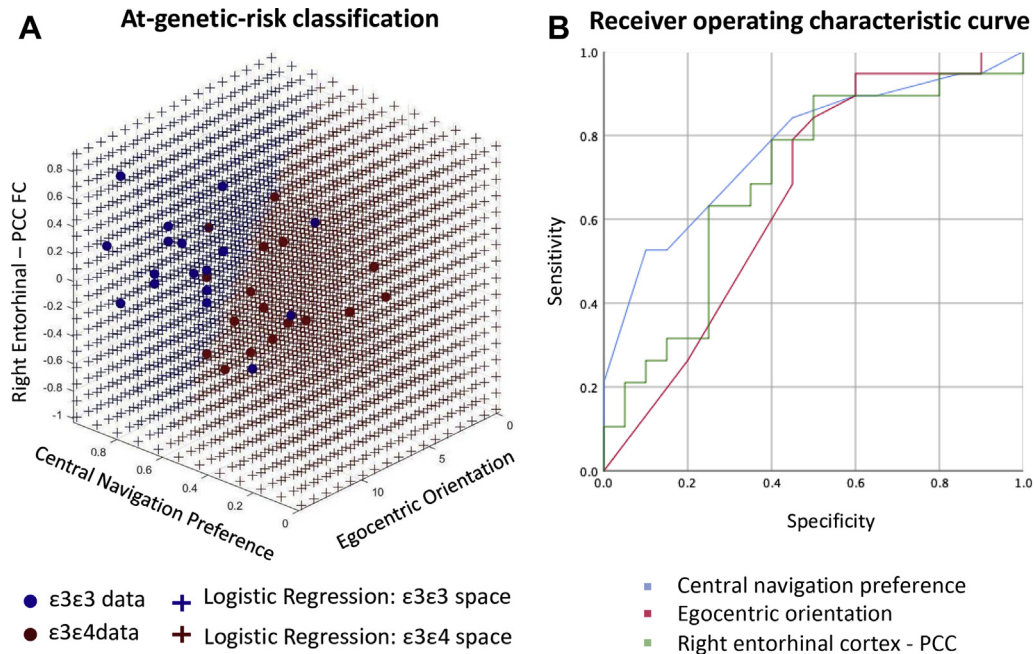 A
At-genetic-risk classification
Right Entorhinal – PCC FC
0.8
0.6
0.4
0.2
0
-0.2
-0.4
-0.6
-0.8
-1
0.8
0.6
0.4
0.2
0
Central Navigation Preference
10
5
0
Egocentric Orientation
ε3ε3 data
Logistic Regression: ε3ε3 space
ε3ε4data
Logistic Regression: ε3ε4 space
B
Receiver operating characteristic curve
Sensitivity
1.0
0.8
0.6
0.4
0.2
0.0
0.0 0.2 0.4 0.6 0.8 1.0
Specificity
Central navigation preference
Egocentric orientation
Right entorhinal cortex - PCC